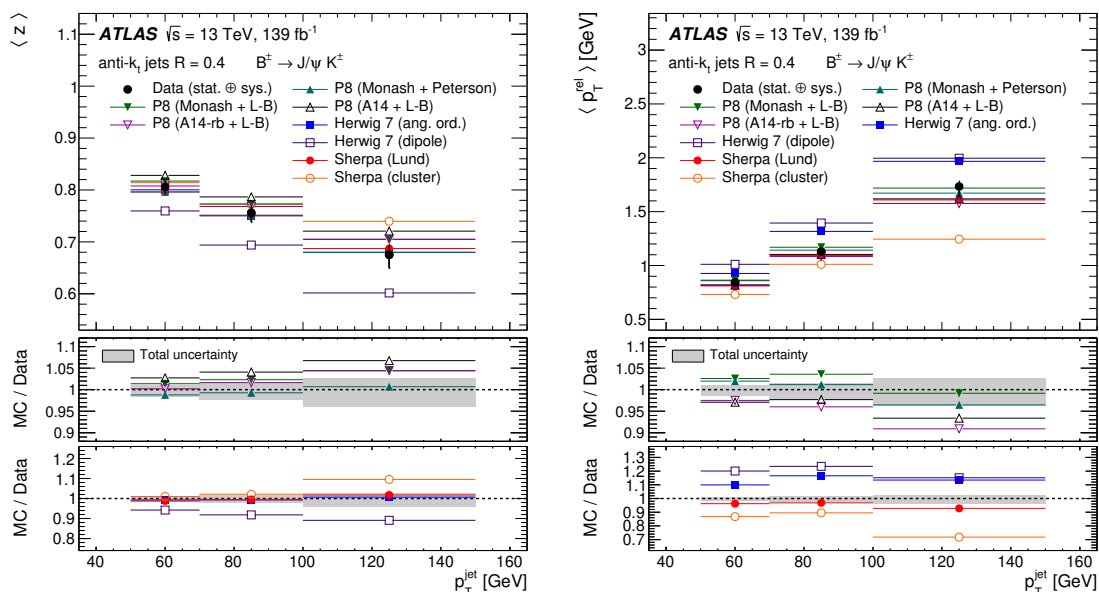 ⟨ z ⟩
ATLAS √s = 13 TeV, 139 fb⁻¹
anti-kₜ jets R = 0.4 B± → J/ψ K±
Data (stat. ⊕ sys.)
P8 (Monash + L-B)
P8 (A14-rb + L-B)
P8 (Monash + Peterson)
P8 (A14 + L-B)
Herwig 7 (ang. ord.)
Herwig 7 (dipole)
Sherpa (Lund)
Sherpa (cluster)
1.1
1
0.9
0.8
0.7
0.6
MC / Data
Total uncertainty
1.1
1.05
1
0.95
0.9
MC / Data
1.2
1.1
1
0.9
0.8
40 60 80 100 120 140 160
p_T^jet [GeV]
⟨ p_T^rel ⟩ [GeV]
ATLAS √s = 13 TeV, 139 fb⁻¹
anti-kₜ jets R = 0.4 B± → J/ψ K±
Data (stat. ⊕ sys.)
P8 (Monash + L-B)
P8 (A14-rb + L-B)
P8 (Monash + Peterson)
P8 (A14 + L-B)
Herwig 7 (ang. ord.)
Herwig 7 (dipole)
Sherpa (Lund)
Sherpa (cluster)
3
2.5
2
1.5
1
0.5
MC / Data
Total uncertainty
1.1
1.05
1
0.95
0.9
MC / Data
1.3
1.2
1.1
1
0.9
0.8
0.7
40 60 80 100 120 140 160
p_T^jet [GeV]